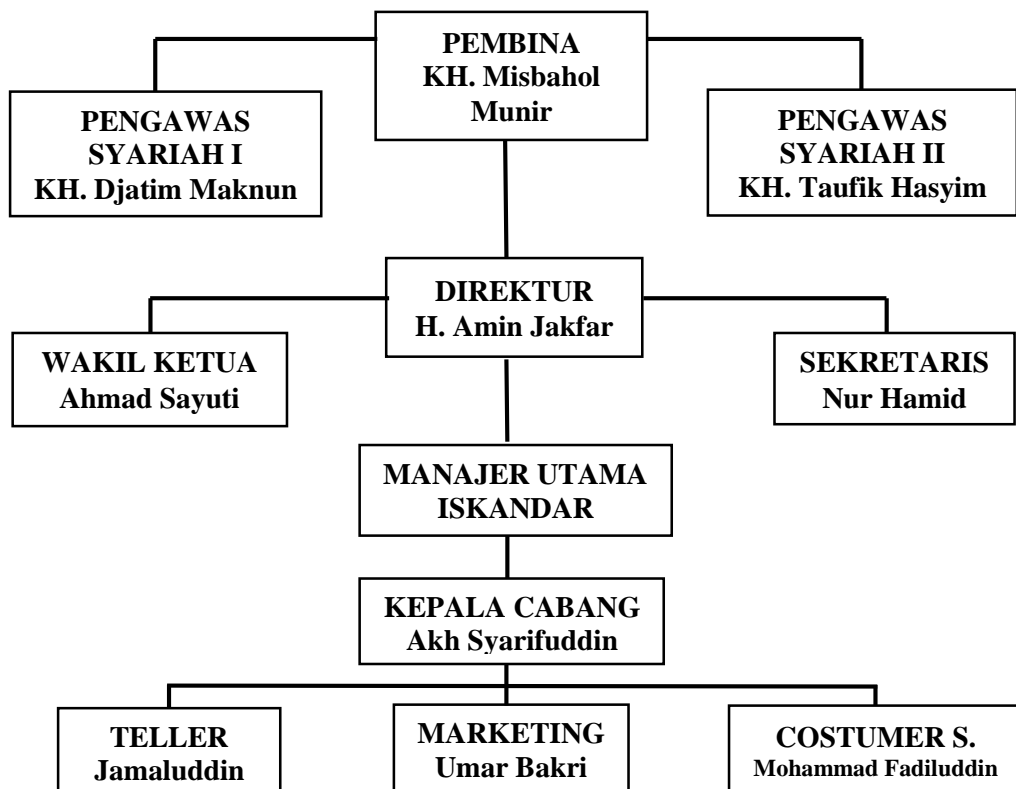 PEMBINA
KH. Misbahol
Munir
PENGAWAS
SYARIAH I
KH. Djatim Maknun
PENGAWAS
SYARIAH II
KH. Taufik Hasyim
DIREKTUR
H. Amin Jakfar
WAKIL KETUA
Ahmad Sayuti
SEKRETARIS
Nur Hamid
MANAJER UTAMA
ISKANDAR
KEPALA CABANG
Akh Syarifuddin
TELLER
Jamaluddin
MARKETING
Umar Bakri
COSTUMER S.
Mohammad Fadiluddin